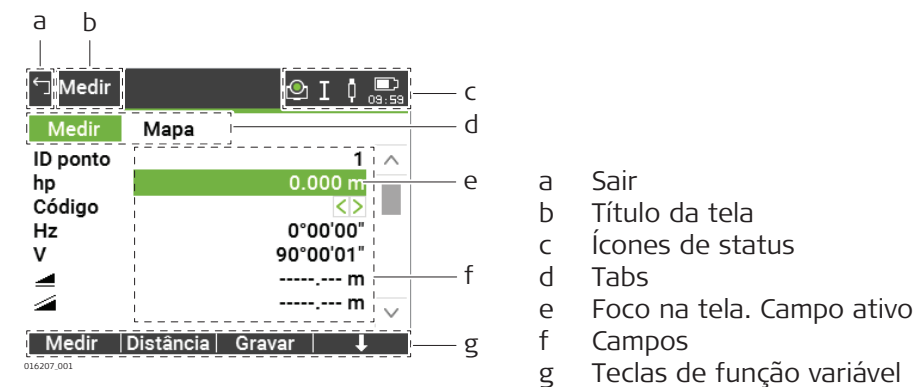 a b
Medir
09:59
c
Medir Mapa
d
ID ponto 1
hp 0.000 m
e
Código <>
Hz 0°00'00"
V 90°00'01"
-----.--- m
f
-----.--- m
Medir Distância Gravar
g
016207_001
a Sair
b Título da tela
c Ícones de status
d Tabs
e Foco na tela. Campo ativo
f Campos
g Teclas de função variável